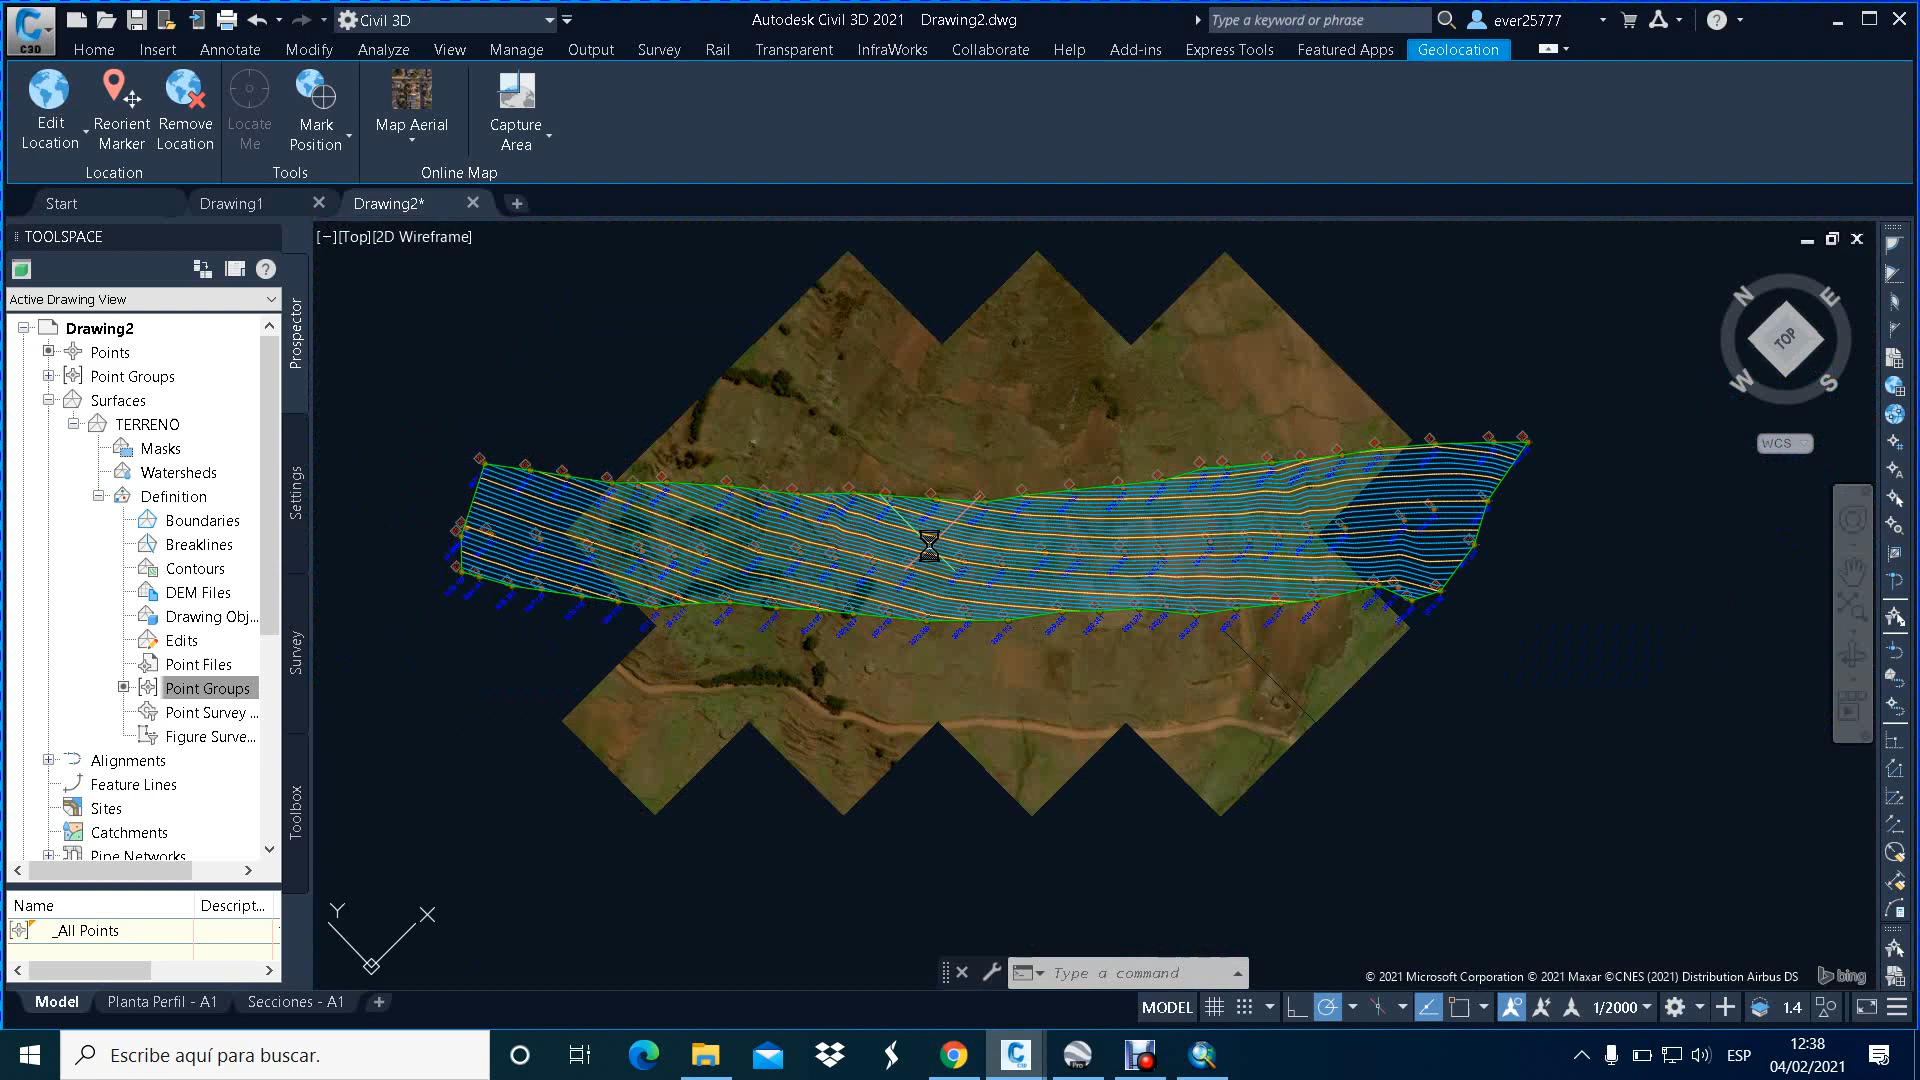 Civil 3D
Autodesk Civil 3D 2021 Drawing2.dwg
Type a keyword or phrase
ever25777
C3D
Home Insert Annotate Modify Analyze View Manage Output Survey Rail Transparent InfraWorks Collaborate Help Add-ins Express Tools Featured Apps Geolocation
Edit Location
Reorient Marker
Remove Location
Locate Me
Mark Position
Map Aerial
Capture Area
Location
Tools
Online Map
Start
Drawing1
Drawing2*
TOOLSPACE
[−][Top][2D Wireframe]
Active Drawing View
Drawing2
Points
Point Groups
Surfaces
TERRENO
Masks
Watersheds
Definition
Boundaries
Breaklines
Contours
DEM Files
Drawing Obj...
Edits
Point Files
Point Groups
Point Survey ...
Figure Surve...
Alignments
Feature Lines
Sites
Catchments
Pipe Networks
Prospector
Settings
Survey
Toolbox
Name Descript...
_All Points
N
E
TOP
W
S
WCS
Y
X
Type a command
© 2021 Microsoft Corporation © 2021 Maxar ©CNES (2021) Distribution Airbus DS
bing
Model
Planta Perfil - A1
Secciones - A1
MODEL
1/2000
1.4
Escribe aquí para buscar.
C3D
Pro
ESP
12:38
04/02/2021